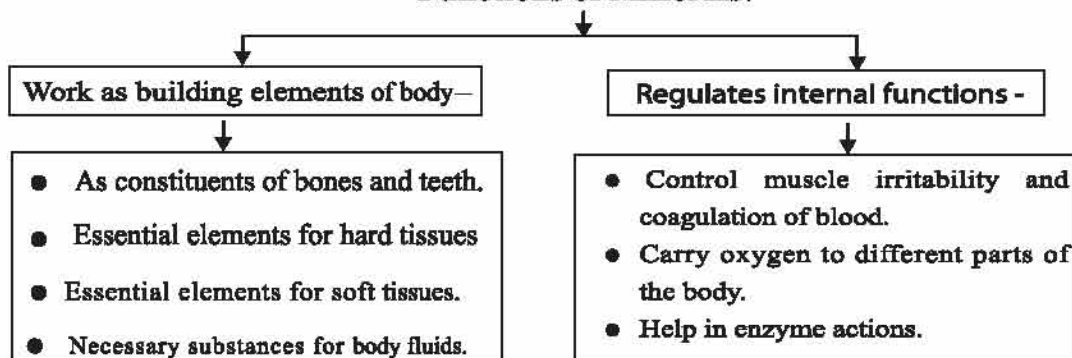 Work as building elements of body–
Regulates internal functions -
● As constituents of bones and teeth.
● Essential elements for hard tissues
● Essential elements for soft tissues.
● Necessary substances for body fluids.
● Control muscle irritability and
coagulation of blood.
● Carry oxygen to different parts of
the body.
● Help in enzyme actions.